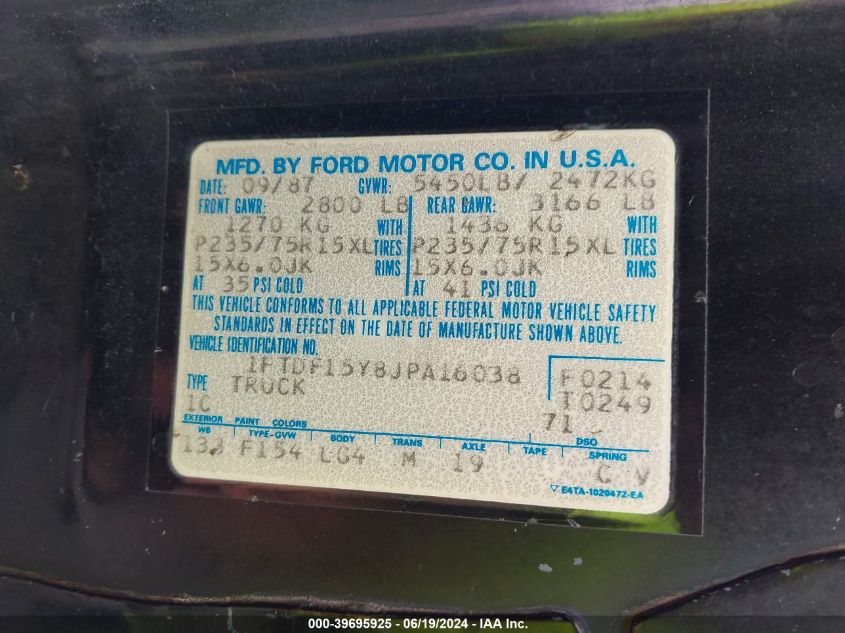 MFD. BY FORD MOTOR CO. IN U.S.A.
DATE: 09/87 GVWR: 5450LB/ 2472KG
FRONT GAWR: 2800 LB REAR GAWR: 3166 LB
1270 KG WITH 1436 KG WITH
P235/75R15XL TIRES P235/75R15XL TIRES
15X6.0JK RIMS 15X6.0JK RIMS
AT 35 PSI COLD AT 41 PSI COLD
THIS VEHICLE CONFORMS TO ALL APPLICABLE FEDERAL MOTOR VEHICLE SAFETY
STANDARDS IN EFFECT ON THE DATE OF MANUFACTURE SHOWN ABOVE.
VEHICLE IDENTIFICATION NO.
1FTDF15Y8JPA16038
F0214
TYPE TRUCK
T0249
1C 71
EXTERIOR PAINT COLORS DSO
WB TYPE-GVW BODY TRANS AXLE TAPE SPRING
133 F154 LG4 M 19 C V
▽ E4TA-1020472-EA
000-39695925 - 06/19/2024 - IAA Inc.